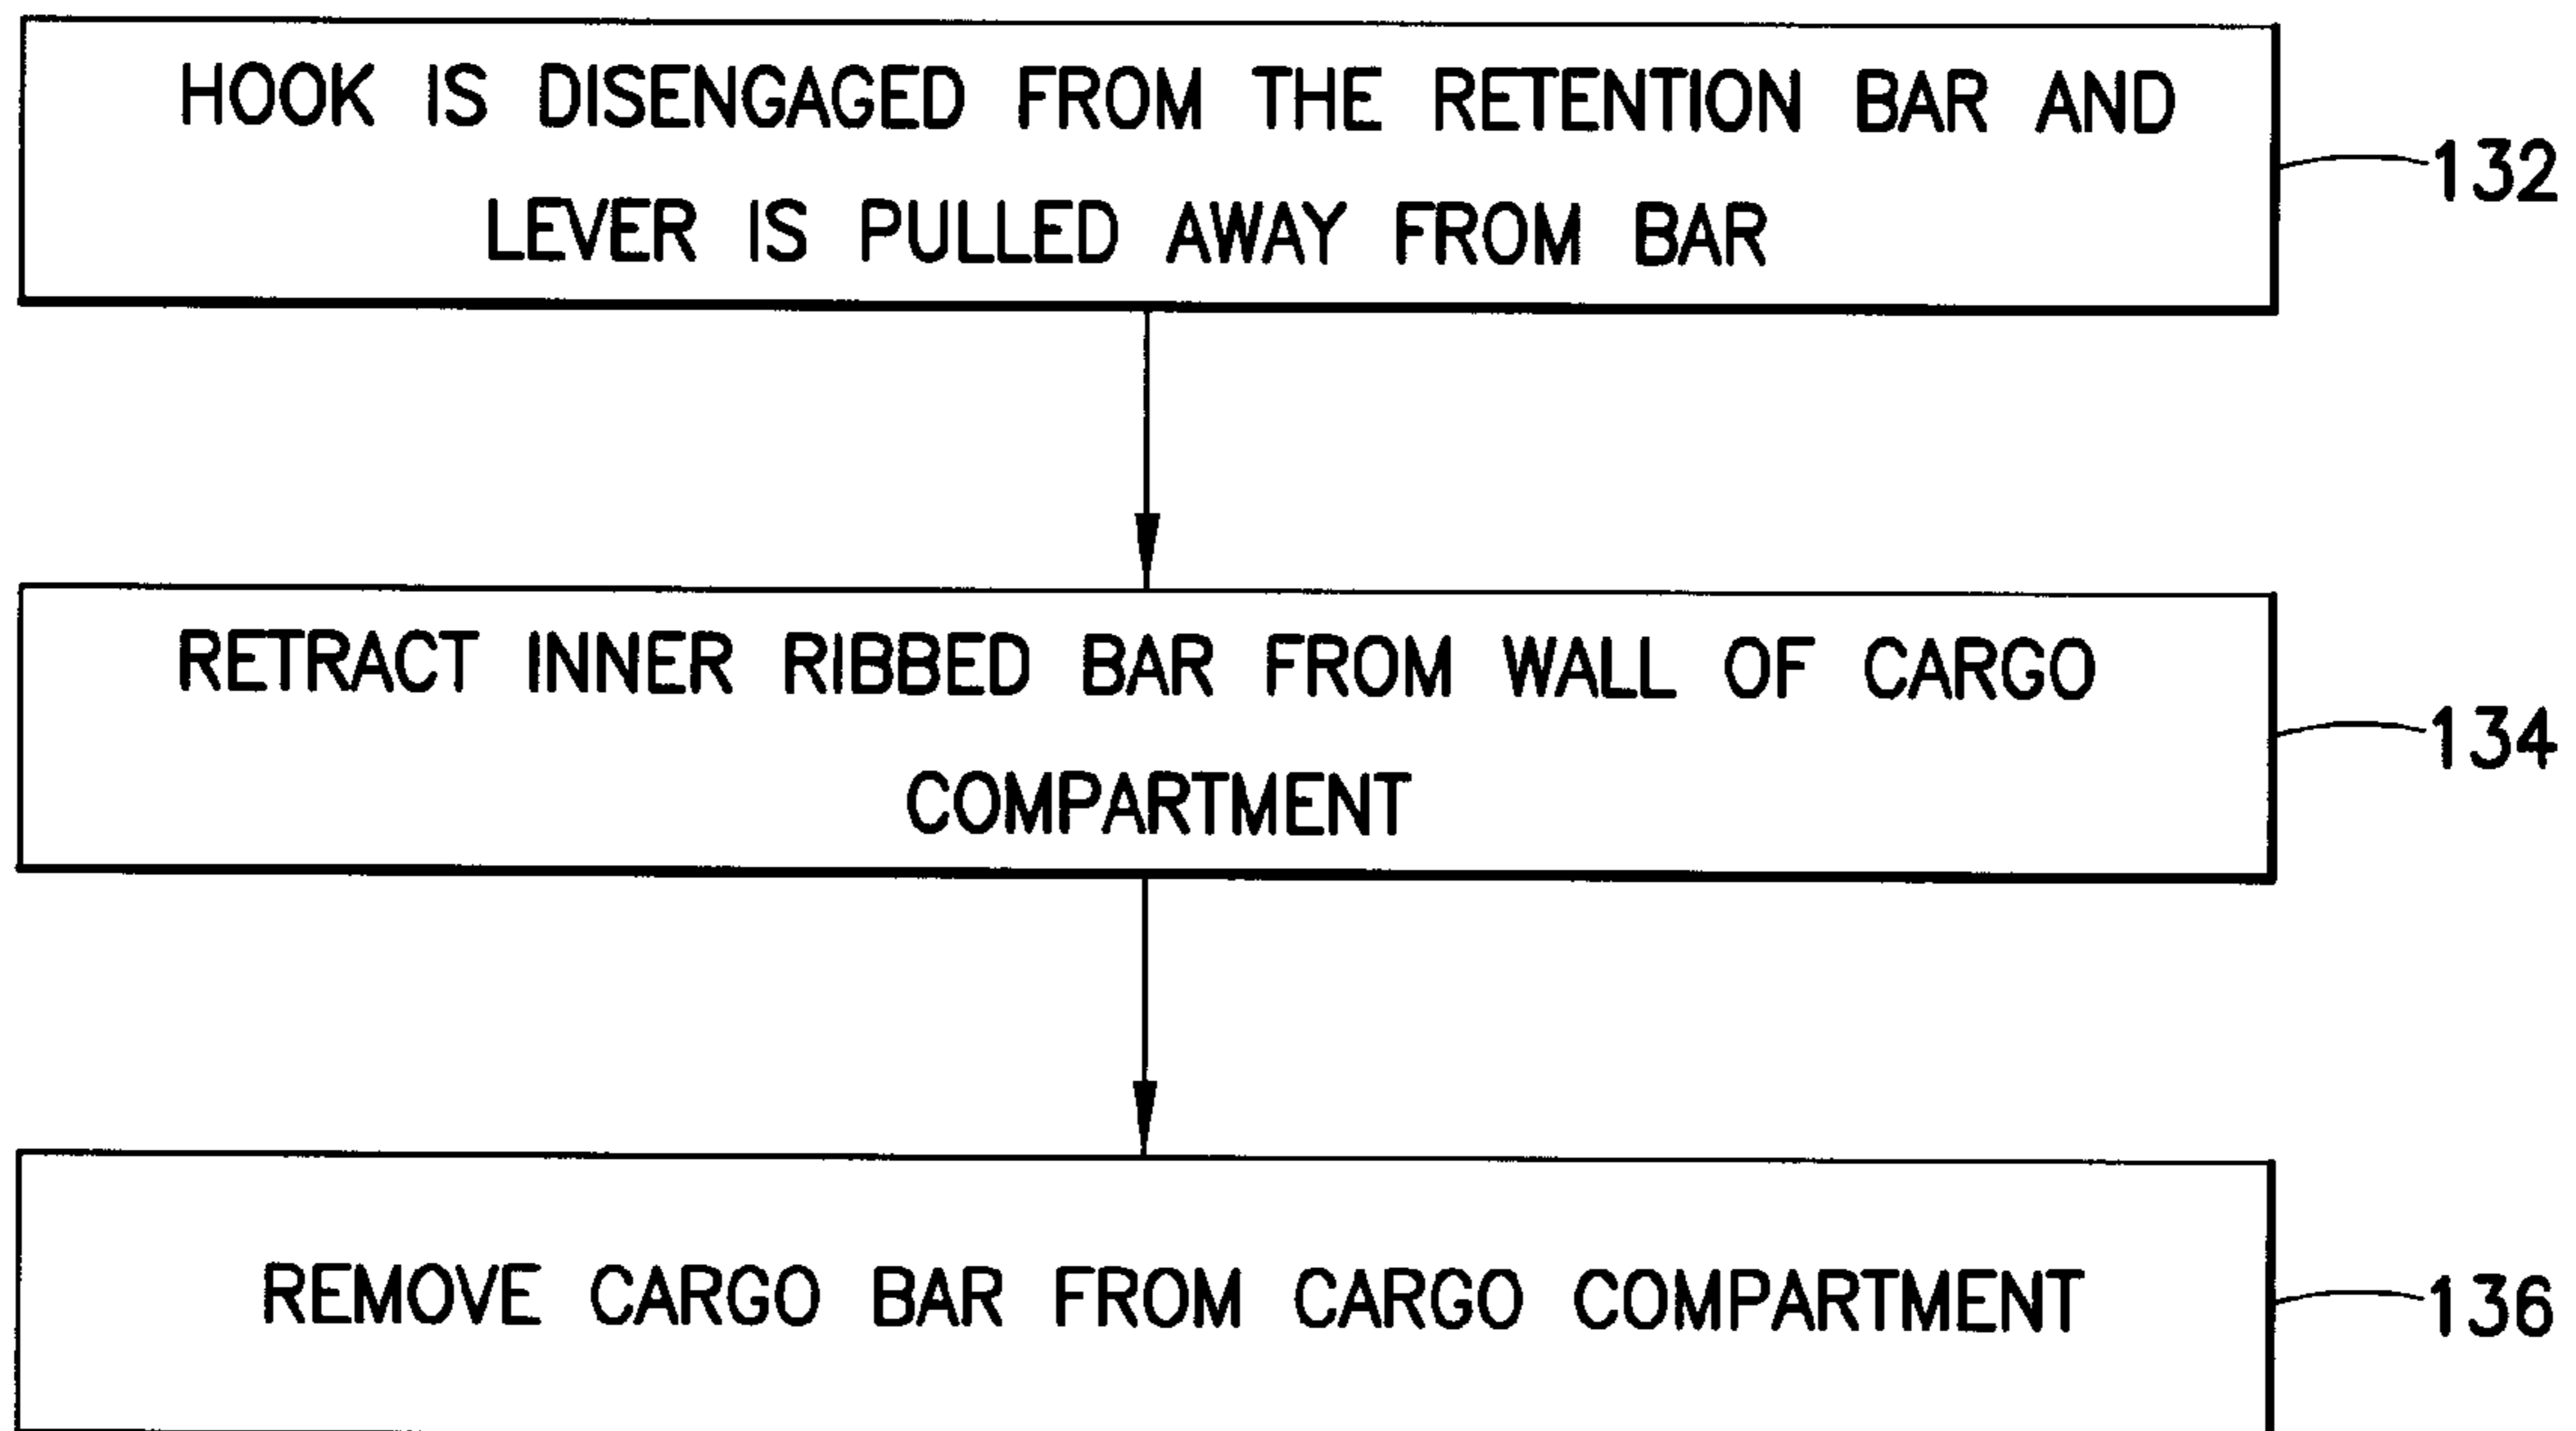 HOOK IS DISENGAGED FROM THE RETENTION BAR AND
LEVER IS PULLED AWAY FROM BAR
132
RETRACT INNER RIBBED BAR FROM WALL OF CARGO
COMPARTMENT
134
REMOVE CARGO BAR FROM CARGO COMPARTMENT
136